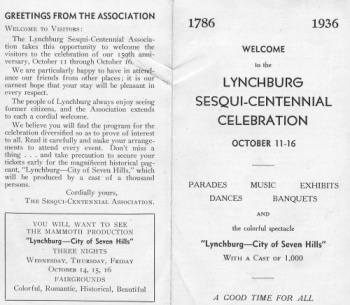 GREETINGS FROM THE ASSOCIATION
WELCOME TO VISITORS:
The Lynchburg Sesqui-Centennial Associa-
tion takes this opportunity to welcome the
visitors to the celebration of our 150th anni-
versary, October 11 through October 16.
We are particularly happy to have in attend-
ance our friends from other places; it is our
earnest hope that your stay will be pleasant in
every respect.
The people of Lynchburg always enjoy seeing
former citizens, and the Association extends
to each a cordial welcome.
We believe you will find the program for the
celebration diversified so as to prove of interest
to all. Read it carefully and make your arrange-
ments to attend every event. Don't miss a
thing . . . and take precaution to secure your
tickets early for the magnificent historical pag-
eant, "Lynchburg—City of Seven Hills," which
will be produced by a cast of a thousand
persons.
Cordially yours,
THE SESQUI-CENTENNIAL ASSOCIATION.
YOU WILL WANT TO SEE
THE MAMMOTH PRODUCTION
"Lynchburg—City of Seven Hills"
THREE NIGHTS
WEDNESDAY, THURSDAY, FRIDAY
OCTOBER 14, 15, 16
FAIRGROUNDS
Colorful, Romantic, Historical, Beautiful
1786 1936
WELCOME
to the
LYNCHBURG
SESQUI-CENTENNIAL
CELEBRATION
OCTOBER 11-16
PARADES MUSIC EXHIBITS
DANCES BANQUETS
AND
the colorful spectacle
"Lynchburg—City of Seven Hills"
WITH A CAST OF 1,000
A GOOD TIME FOR ALL